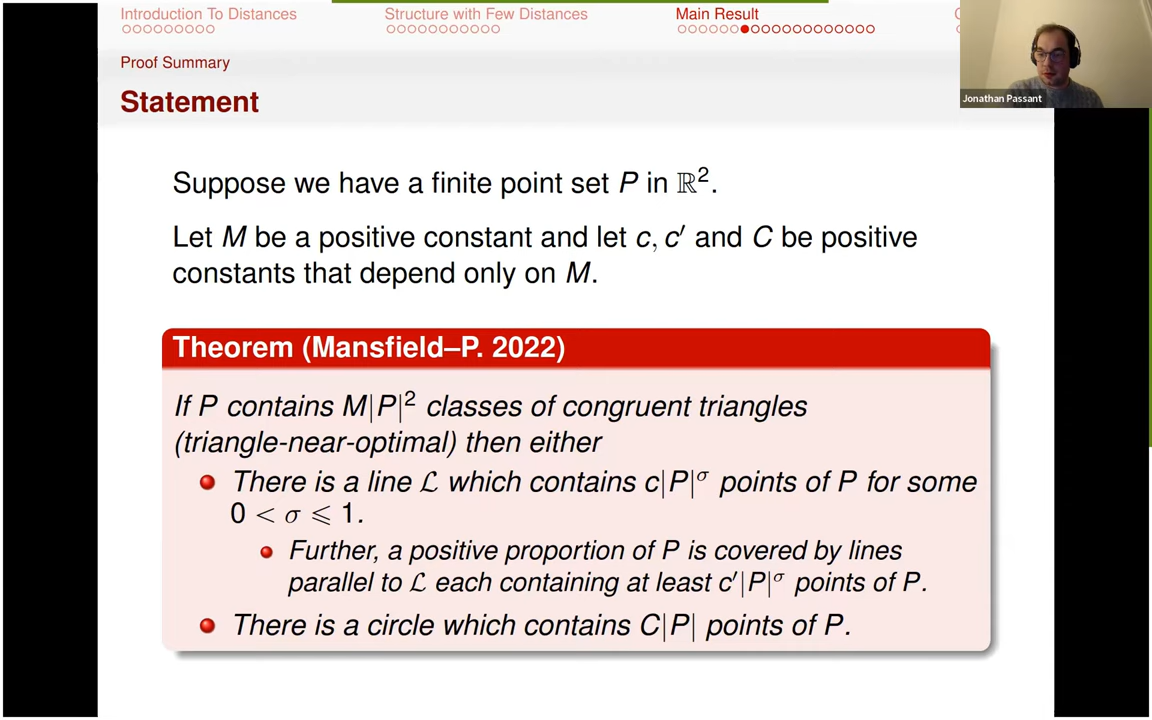 Introduction To Distances
Structure with Few Distances
Main Result
Proof Summary
Statement
Jonathan Passant
Suppose we have a finite point set P in ℝ².
Let M be a positive constant and let c, c′ and C be positive
constants that depend only on M.
Theorem (Mansfield–P. 2022)
If P contains M|P|² classes of congruent triangles
(triangle-near-optimal) then either
There is a line ℒ which contains c|P|^σ points of P for some
0 < σ ⩽ 1.
Further, a positive proportion of P is covered by lines
parallel to ℒ each containing at least c′|P|^σ points of P.
There is a circle which contains C|P| points of P.